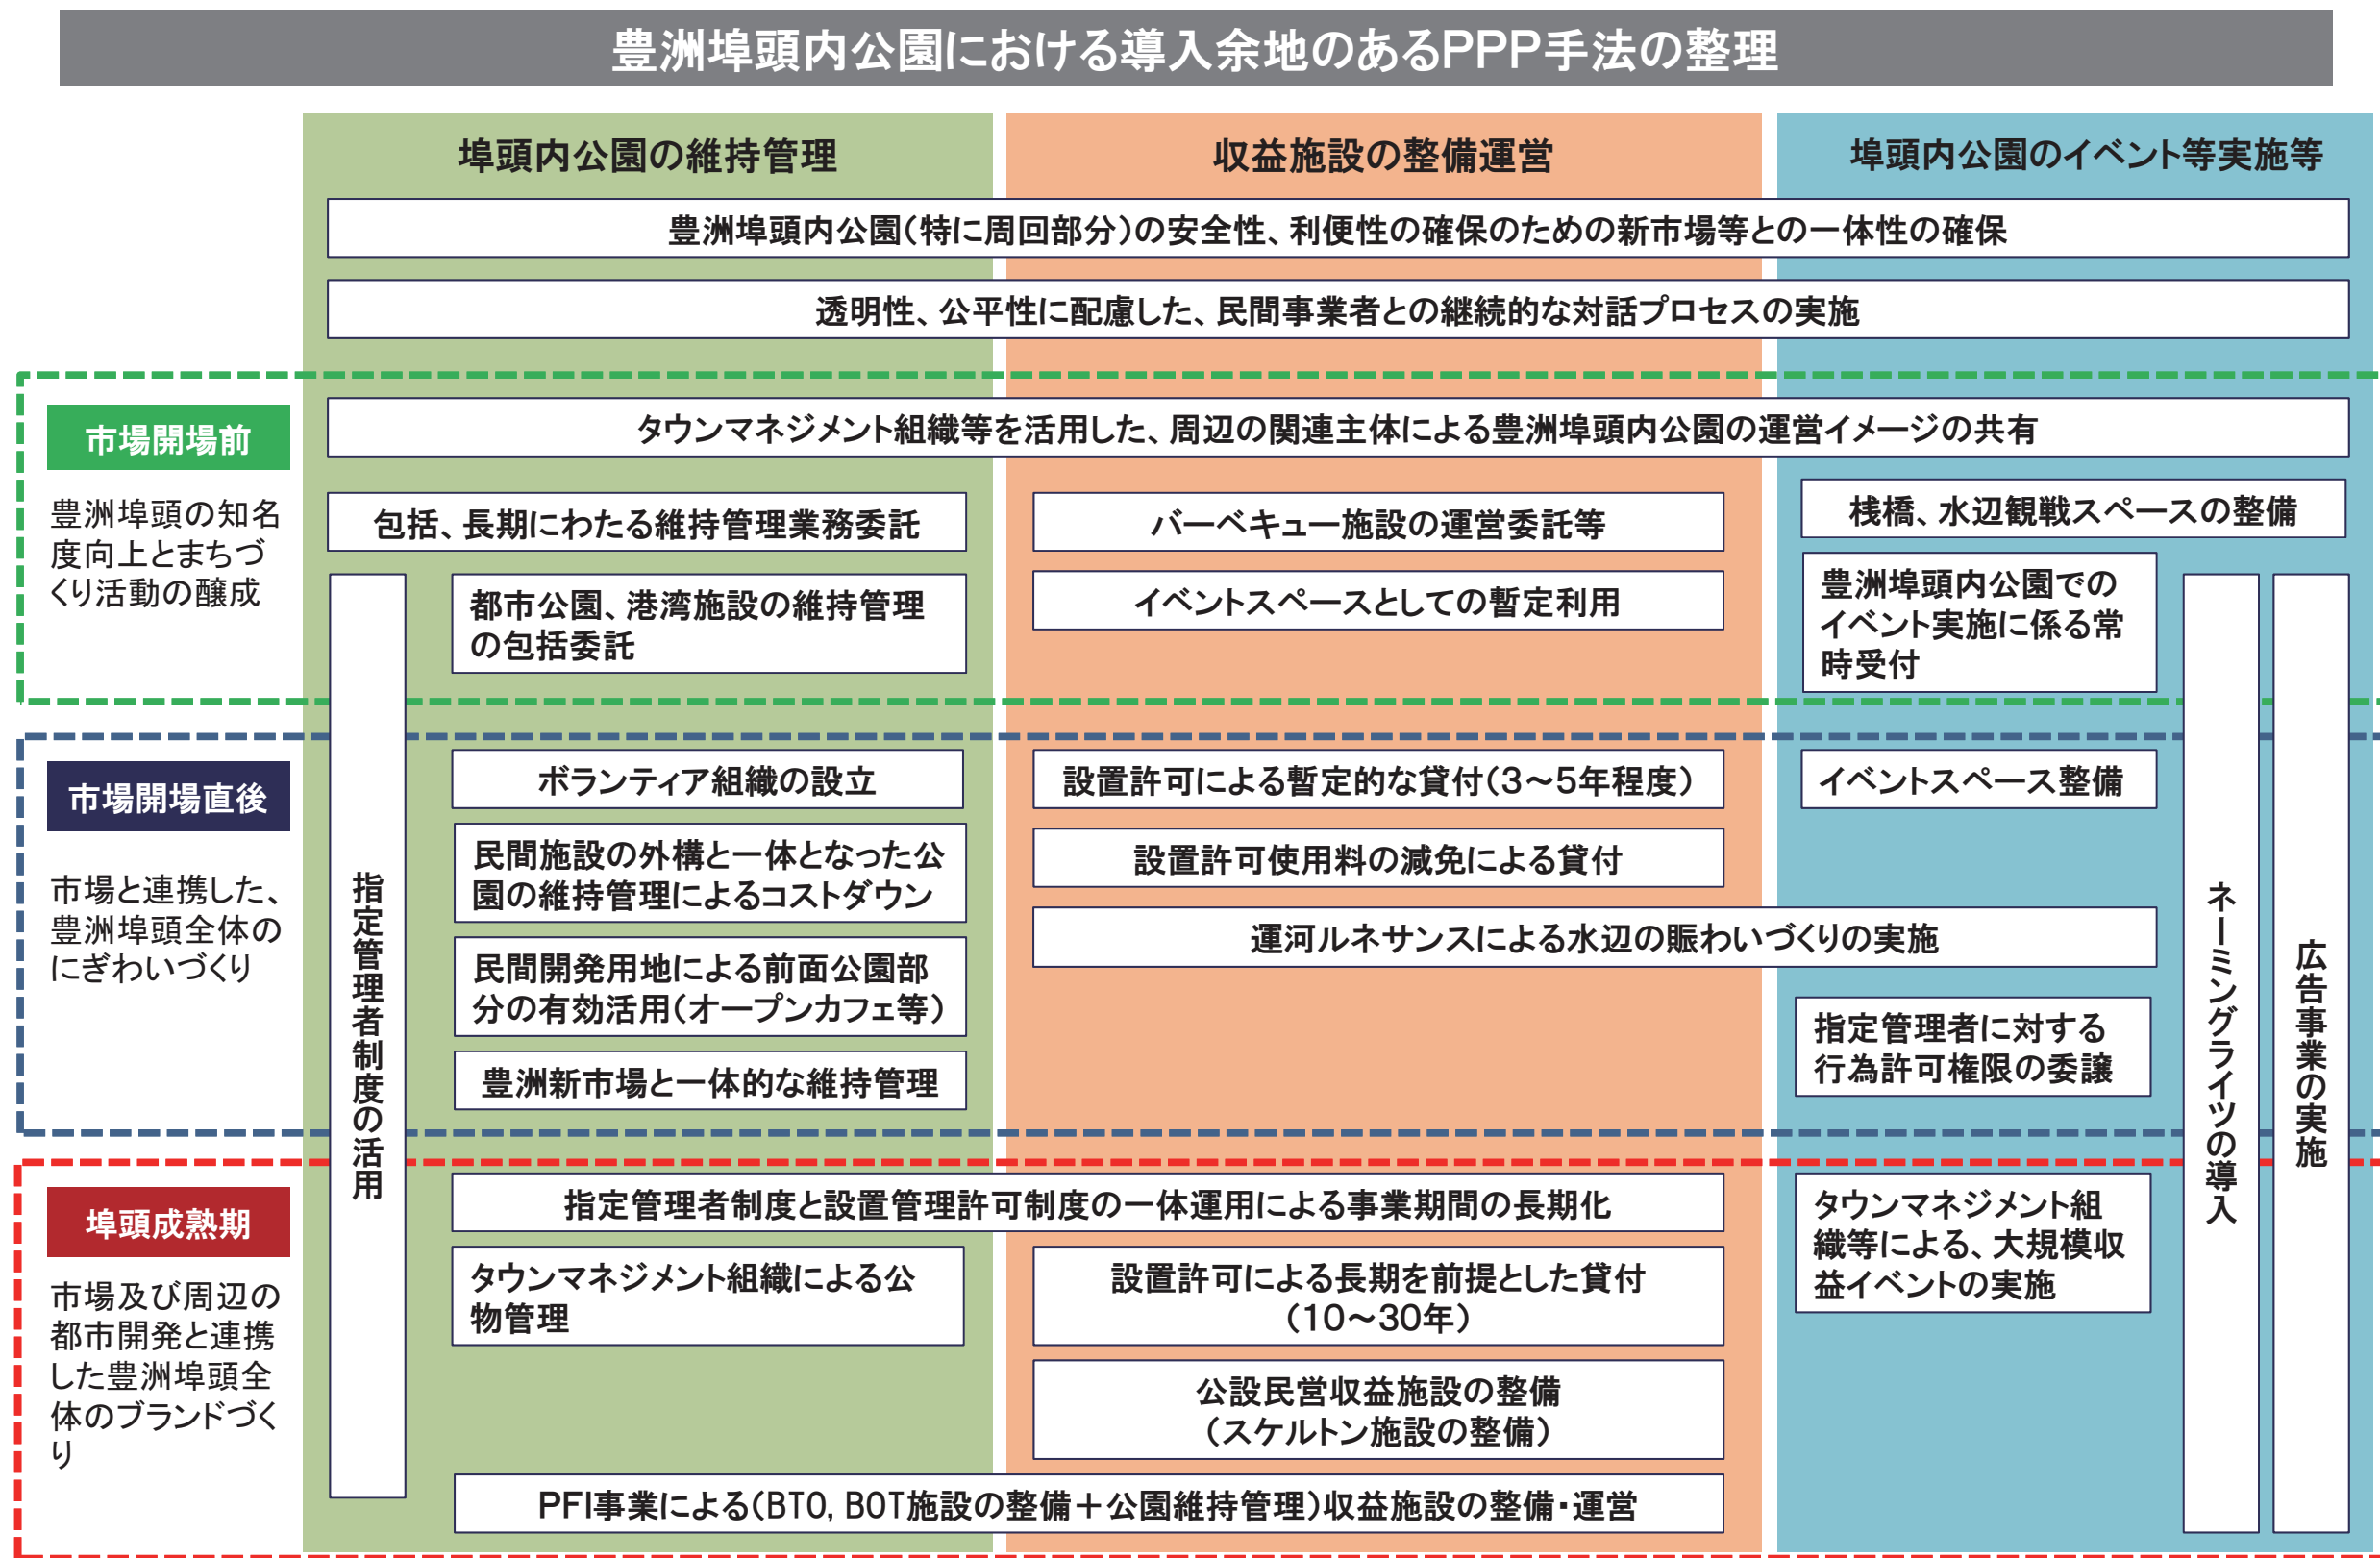 豊洲埠頭内公園における導入余地のあるPPP手法の整理
埠頭内公園の維持管理
収益施設の整備運営
埠頭内公園のイベント等実施等
豊洲埠頭内公園（特に周回部分）の安全性、利便性の確保のための新市場等との一体性の確保
透明性、公平性に配慮した、民間事業者との継続的な対話プロセスの実施
市場開場前
豊洲埠頭の知名
度向上とまちづ
くり活動の醸成
タウンマネジメント組織等を活用した、周辺の関連主体による豊洲埠頭内公園の運営イメージの共有
包括、長期にわたる維持管理業務委託
バーベキュー施設の運営委託等
桟橋、水辺観戦スペースの整備
都市公園、港湾施設の維持管理
の包括委託
イベントスペースとしての暫定利用
豊洲埠頭内公園での
イベント実施に係る常
時受付
指定管理者制度の活用
ネーミングライツの導入
広告事業の実施
市場開場直後
市場と連携した、
豊洲埠頭全体の
にぎわいづくり
ボランティア組織の設立
設置許可による暫定的な貸付（3～5年程度）
イベントスペース整備
民間施設の外構と一体となった公
園の維持管理によるコストダウン
設置許可使用料の減免による貸付
民間開発用地による前面公園部
分の有効活用（オープンカフェ等）
運河ルネサンスによる水辺の賑わいづくりの実施
豊洲新市場と一体的な維持管理
指定管理者に対する
行為許可権限の委譲
埠頭成熟期
市場及び周辺の
都市開発と連携
した豊洲埠頭全
体のブランドづく
り
指定管理者制度と設置管理許可制度の一体運用による事業期間の長期化
タウンマネジメント組
織等による、大規模収
益イベントの実施
タウンマネジメント組織による公
物管理
設置許可による長期を前提とした貸付
（10～30年）
公設民営収益施設の整備
（スケルトン施設の整備）
PFI事業による(BTO, BOT施設の整備＋公園維持管理)収益施設の整備・運営